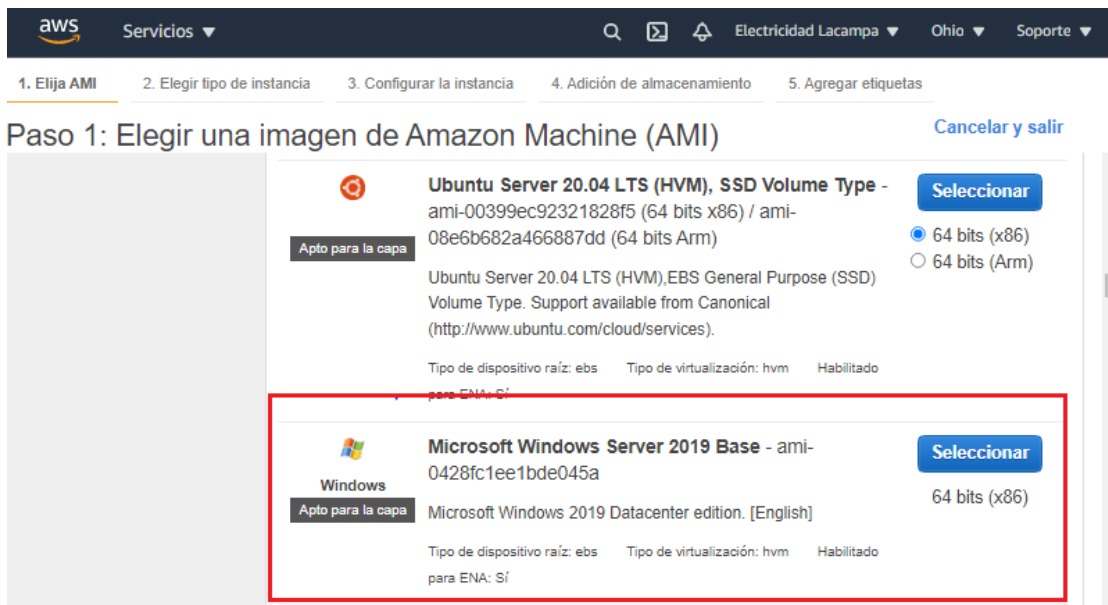 aws Servicios ▼ Electricidad Lacampa ▼ Ohio ▼ Soporte ▼
1. Elija AMI 2. Elegir tipo de instancia 3. Configurar la instancia 4. Adición de almacenamiento 5. Agregar etiquetas
Paso 1: Elegir una imagen de Amazon Machine (AMI) Cancelar y salir
Ubuntu Server 20.04 LTS (HVM), SSD Volume Type -
ami-00399ec92321828f5 (64 bits x86) / ami-
08e6b682a466887dd (64 bits Arm)
Apto para la capa
Seleccionar
64 bits (x86)
64 bits (Arm)
Ubuntu Server 20.04 LTS (HVM),EBS General Purpose (SSD)
Volume Type. Support available from Canonical
(http://www.ubuntu.com/cloud/services).
Tipo de dispositivo raíz: ebs Tipo de virtualización: hvm Habilitado
para ENA: Sí
Windows
Apto para la capa
Microsoft Windows Server 2019 Base - ami-
0428fc1ee1bde045a
Seleccionar
64 bits (x86)
Microsoft Windows 2019 Datacenter edition. [English]
Tipo de dispositivo raíz: ebs Tipo de virtualización: hvm Habilitado
para ENA: Sí